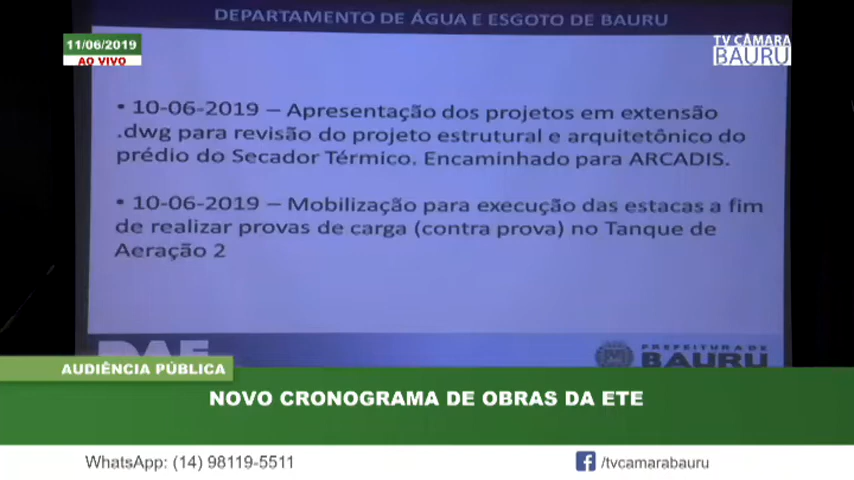 DEPARTAMENTO DE ÁGUA E ESGOTO DE BAURU
11/06/2019
AO VIVO
TV CÂMARA
BAURU
• 10-06-2019 – Apresentação dos projetos em extensão
.dwg para revisão do projeto estrutural e arquitetônico do
prédio do Secador Térmico. Encaminhado para ARCADIS.
• 10-06-2019 – Mobilização para execução das estacas a fim
de realizar provas de carga (contra prova) no Tanque de
Aeração 2
DAE
PREFEITURA DE
BAURU
AUDIÊNCIA PÚBLICA
NOVO CRONOGRAMA DE OBRAS DA ETE
WhatsApp: (14) 98119-5511
/tvcamarabauru